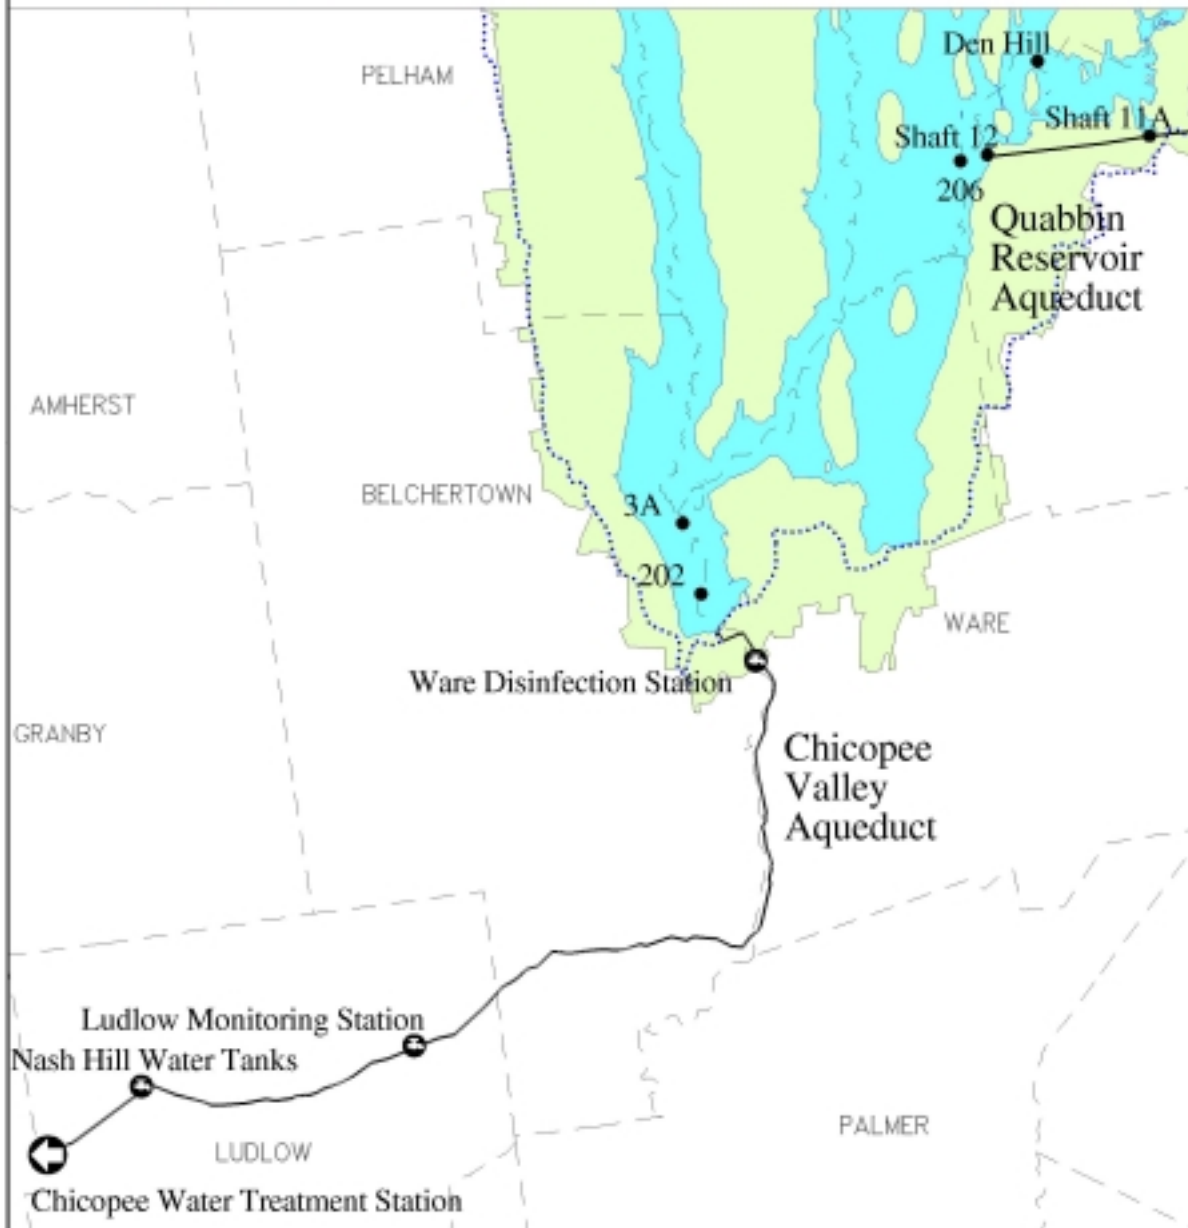 Den Hill
PELHAM
Shaft 11A
Shaft 12
206
Quabbin
Reservoir
Aqueduct
AMHERST
BELCHERTOWN
3A
202
WARE
Ware Disinfection Station
GRANBY
Chicopee
Valley
Aqueduct
Ludlow Monitoring Station
Nash Hill Water Tanks
PALMER
LUDLOW
Chicopee Water Treatment Station